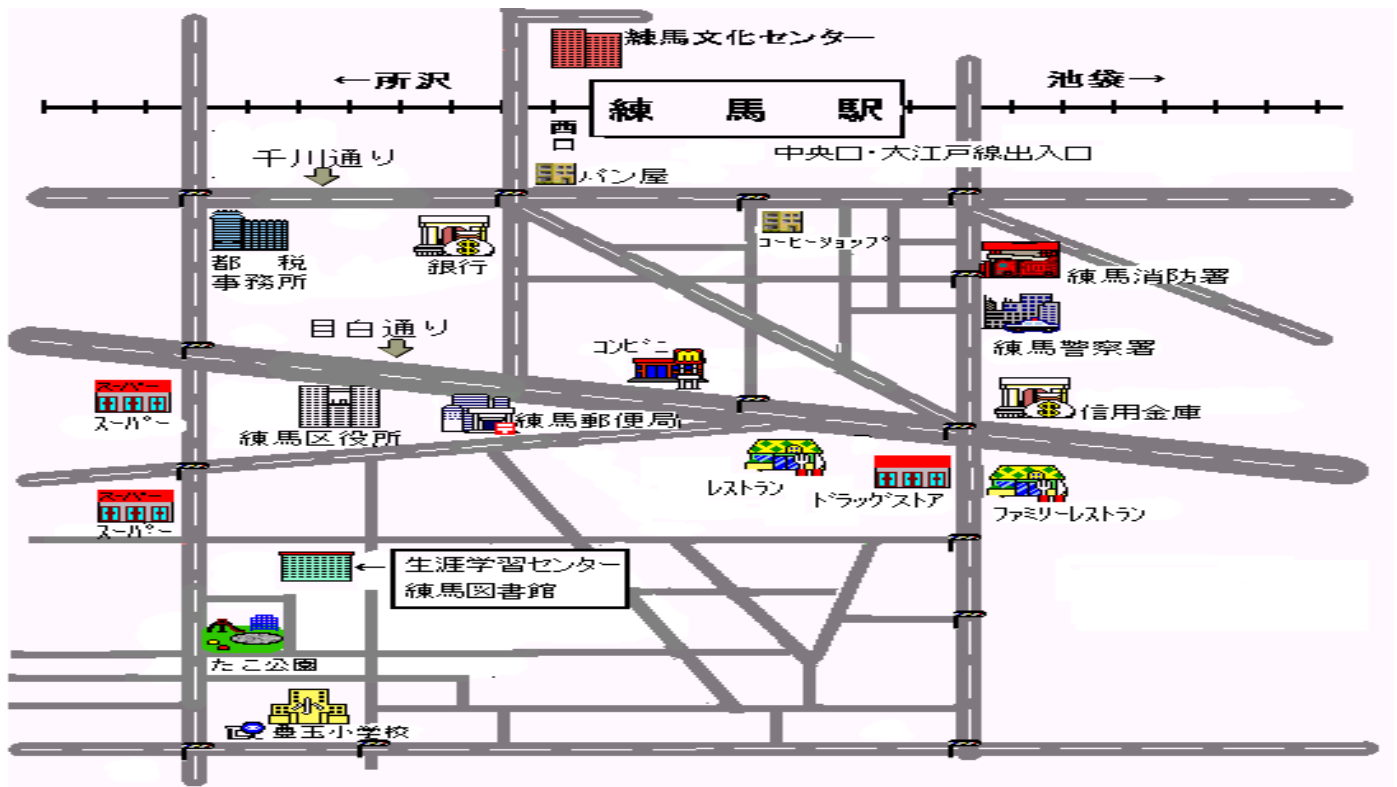 練馬文化センター
←所沢
池袋→
練馬駅
西口
中央口・大江戸線出入口
千川通り
パン屋
都税
事務所
銀行
コーヒーショップ
練馬消防署
目白通り
コンビニ
練馬警察署
スーパー
スーパー
練馬区役所
練馬郵便局
信用金庫
レストラン
ドラッグストア
ファミリーレストラン
スーパー
スーパー
←生涯学習センター
練馬図書館
たこ公園
小
豊玉小学校